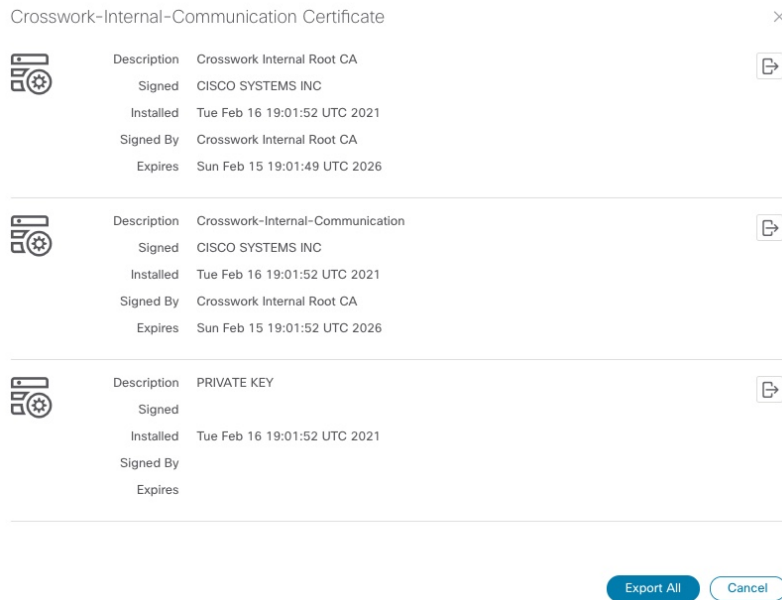 Crosswork-Internal-Communication Certificate
Description Crosswork Internal Root CA
Signed CISCO SYSTEMS INC
Installed Tue Feb 16 19:01:52 UTC 2021
Signed By Crosswork Internal Root CA
Expires Sun Feb 15 19:01:49 UTC 2026
Description Crosswork-Internal-Communication
Signed CISCO SYSTEMS INC
Installed Tue Feb 16 19:01:52 UTC 2021
Signed By Crosswork Internal Root CA
Expires Sun Feb 15 19:01:52 UTC 2026
Description PRIVATE KEY
Signed
Installed Tue Feb 16 19:01:52 UTC 2021
Signed By
Expires
Export All Cancel